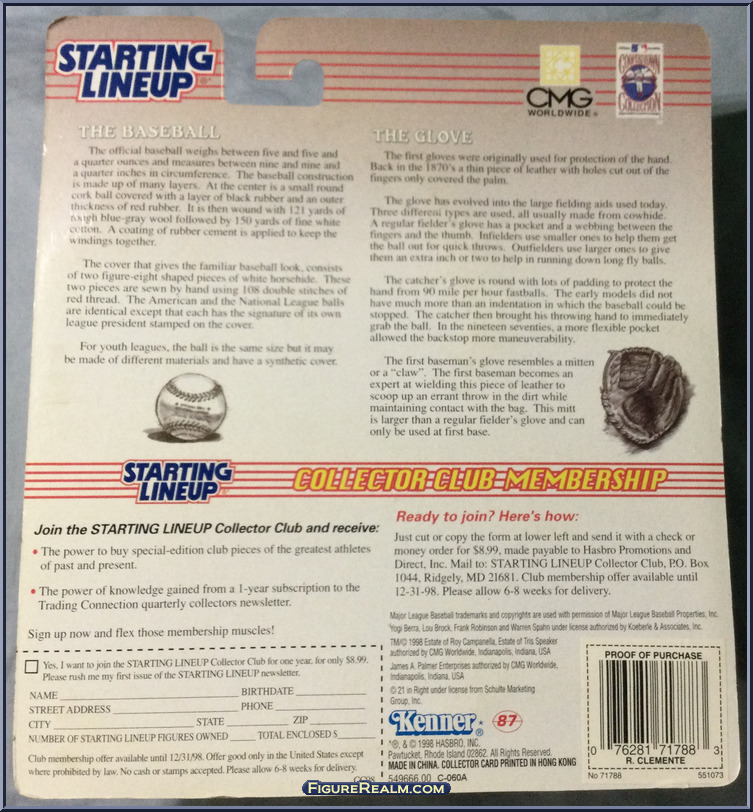 STARTING
LINEUP®
CMG
WORLDWIDE®
COOPERSTOWN
COLLECTION
THE BASEBALL
The official baseball weighs between five and five and
a quarter ounces and measures between nine and nine and
a quarter inches in circumference. The baseball construction
is made up of many layers. At the center is a small round
cork ball covered with a layer of black rubber and an outer
thickness of red rubber. It is then wound with 121 yards of
rough blue-gray wool followed by 150 yards of fine white
cotton. A coating of rubber cement is applied to keep the
windings together.
The cover that gives the familiar baseball look, consists
of two figure-eight shaped pieces of white horsehide. These
two pieces are sewn by hand using 108 double stitches of
red thread. The American and the National League balls
are identical except that each has the signature of its own
league president stamped on the cover.
For youth leagues, the ball is the same size but it may
be made of different materials and have a synthetic cover.
THE GLOVE
The first gloves were originally used for protection of the hand.
Back in the 1870's a thin piece of leather with holes cut out of the
fingers only covered the palm.
The glove has evolved into the large fielding aids used today.
Three different types are used, all usually made from cowhide.
A regular fielder's glove has a pocket and a webbing between the
fingers and the thumb. Infielders use smaller ones to help them get
the ball out for quick throws. Outfielders use larger ones to give
them an extra inch or two to help in running down long fly balls.
The catcher's glove is round with lots of padding to protect the
hand from 90 mile per hour fastballs. The early models did not
have much more than an indentation in which the baseball could be
stopped. The catcher then brought his throwing hand to immediately
grab the ball. In the nineteen seventies, a more flexible pocket
allowed the backstop more maneuverability.
The first baseman's glove resembles a mitten
or a "claw". The first baseman becomes an
expert at wielding this piece of leather to
scoop up an errant throw in the dirt while
maintaining contact with the bag. This mitt
is larger than a regular fielder's glove and can
only be used at first base.
STARTING
LINEUP®
COLLECTOR CLUB MEMBERSHIP
Join the STARTING LINEUP Collector Club and receive:
• The power to buy special-edition club pieces of the greatest athletes
of past and present.
• The power of knowledge gained from a 1-year subscription to the
Trading Connection quarterly collectors newsletter.
Sign up now and flex those membership muscles!
Yes, I want to join the STARTING LINEUP Collector Club for one year, for only $8.99.
Please rush me my first issue of the STARTING LINEUP newsletter.
NAME BIRTHDATE
STREET ADDRESS PHONE
CITY STATE ZIP
NUMBER OF STARTING LINEUP FIGURES OWNED TOTAL ENCLOSED $
Club membership offer available until 12/31/98. Offer good only in the United States except
where prohibited by law. No cash or stamps accepted. Please allow 6-8 weeks for delivery.
CC98
Ready to join? Here's how:
Just cut or copy the form at lower left and send it with a check or
money order for $8.99, made payable to Hasbro Promotions and
Direct, Inc. Mail to: STARTING LINEUP Collector Club, P.O. Box
1044, Ridgely, MD 21681. Club membership offer available until
12-31-98. Please allow 6-8 weeks for delivery.
Major League Baseball trademarks and copyrights are used with permission of Major League Baseball Properties, Inc.
Yogi Berra, Lou Brock, Frank Robinson and Warren Spahn under license authorized by Koeberle & Associates, Inc.
TM/© 1998 Estate of Roy Campanella, Estate of Tris Speaker
authorized by CMG Worldwide, Indianapolis, Indiana, USA
James A. Palmer Enterprises authorized by CMG Worldwide,
Indianapolis, Indiana, USA
© 21 in Right under license from Schulte Marketing
Group, Inc.
Kenner® 87
*®, & © 1998 HASBRO, INC.
Pawtucket, Rhode Island 02862. All Rights Reserved.
MADE IN CHINA. COLLECTOR CARD PRINTED IN HONG KONG
549666.00 C-060A
PROOF OF PURCHASE
0 76281 71788 3
R. CLEMENTE
No 71788 551073
FIGUREREALM.COM